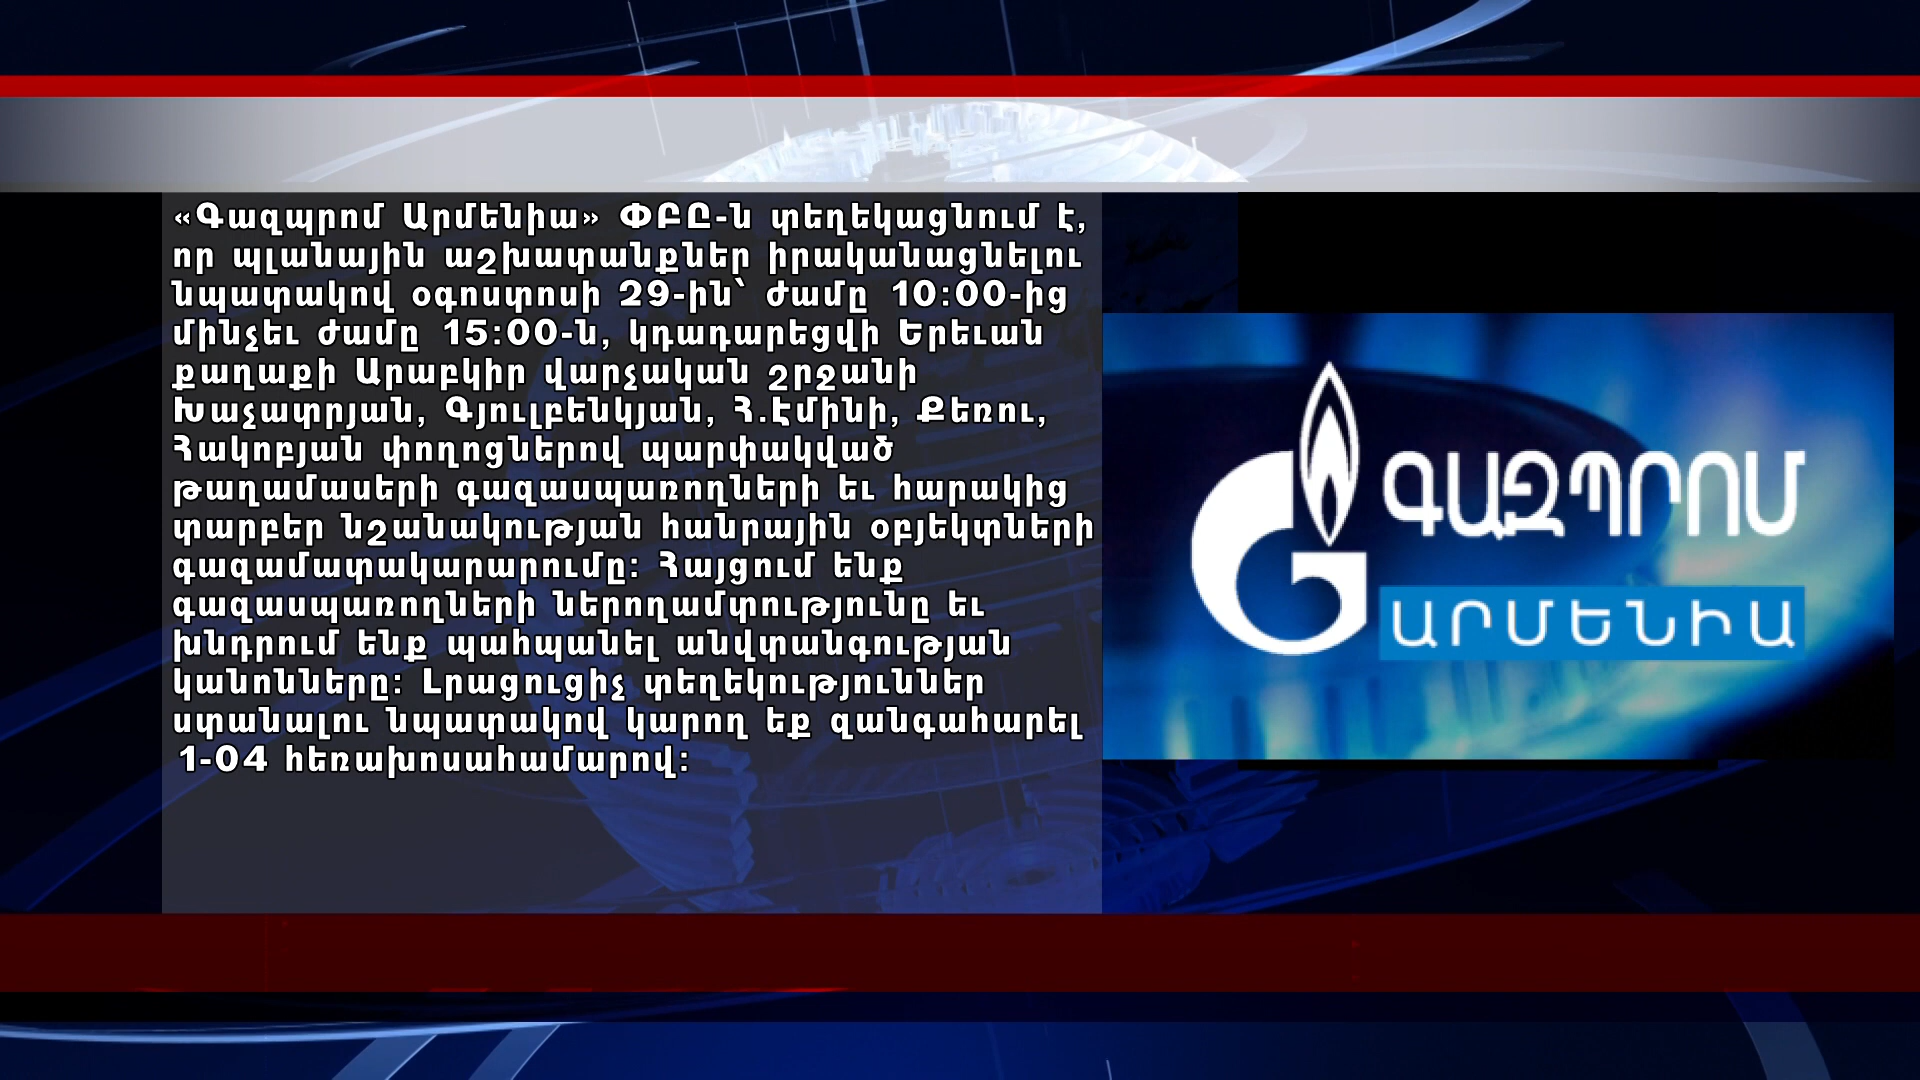 «Գազպրոմ Արմենիա» ՓԲԸ-ն տեղեկացնում է,
որ պլանային աշխատանքներ իրականացնելու
նպատակով օգոստոսի 29-ին՝ ժամը 10:00-ից
մինչեւ ժամը 15:00-ն, կդադարեցվի Երեւան
քաղաքի Արաբկիր վարչական շրջանի
Խաչատրյան, Գյուլբենկյան, Հ.Էմինի, Քեռու,
Հակոբյան փողոցներով պարփակված
թաղամասերի գազասպառողների եւ հարակից
տարբեր նշանակության հանրային օբյեկտների
գազամատակարարումը: Հայցում ենք
գազասպառողների ներողամտությունը եւ
խնդրում ենք պահպանել անվտանգության
կանոնները: Լրացուցիչ տեղեկություններ
ստանալու նպատակով կարող եք զանգահարել
1-04 հեռախոսահամարով:
ԳԱԶՊՐՈՄ
ԱՐՄԵՆԻԱ